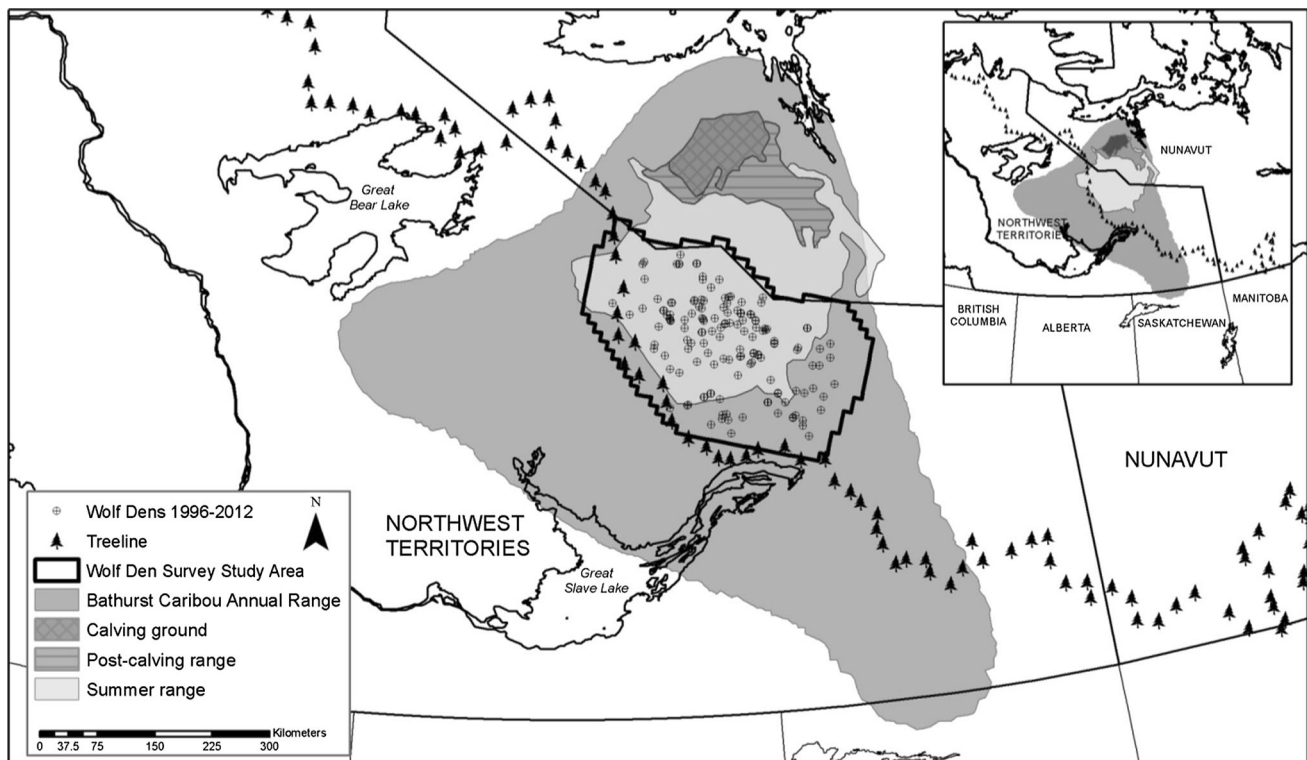 Great
Bear Lake
NUNAVUT
NORTHWEST
TERRITORIES
BRITISH
COLUMBIA
ALBERTA
SASKATCHEWAN
MANITOBA
NUNAVUT
NORTHWEST
TERRITORIES
Great
Slave Lake
N
Wolf Dens 1996-2012
Treeline
Wolf Den Survey Study Area
Bathurst Caribou Annual Range
Calving ground
Post-calving range
Summer range
Kilometers
0 37.5 75 150 225 300